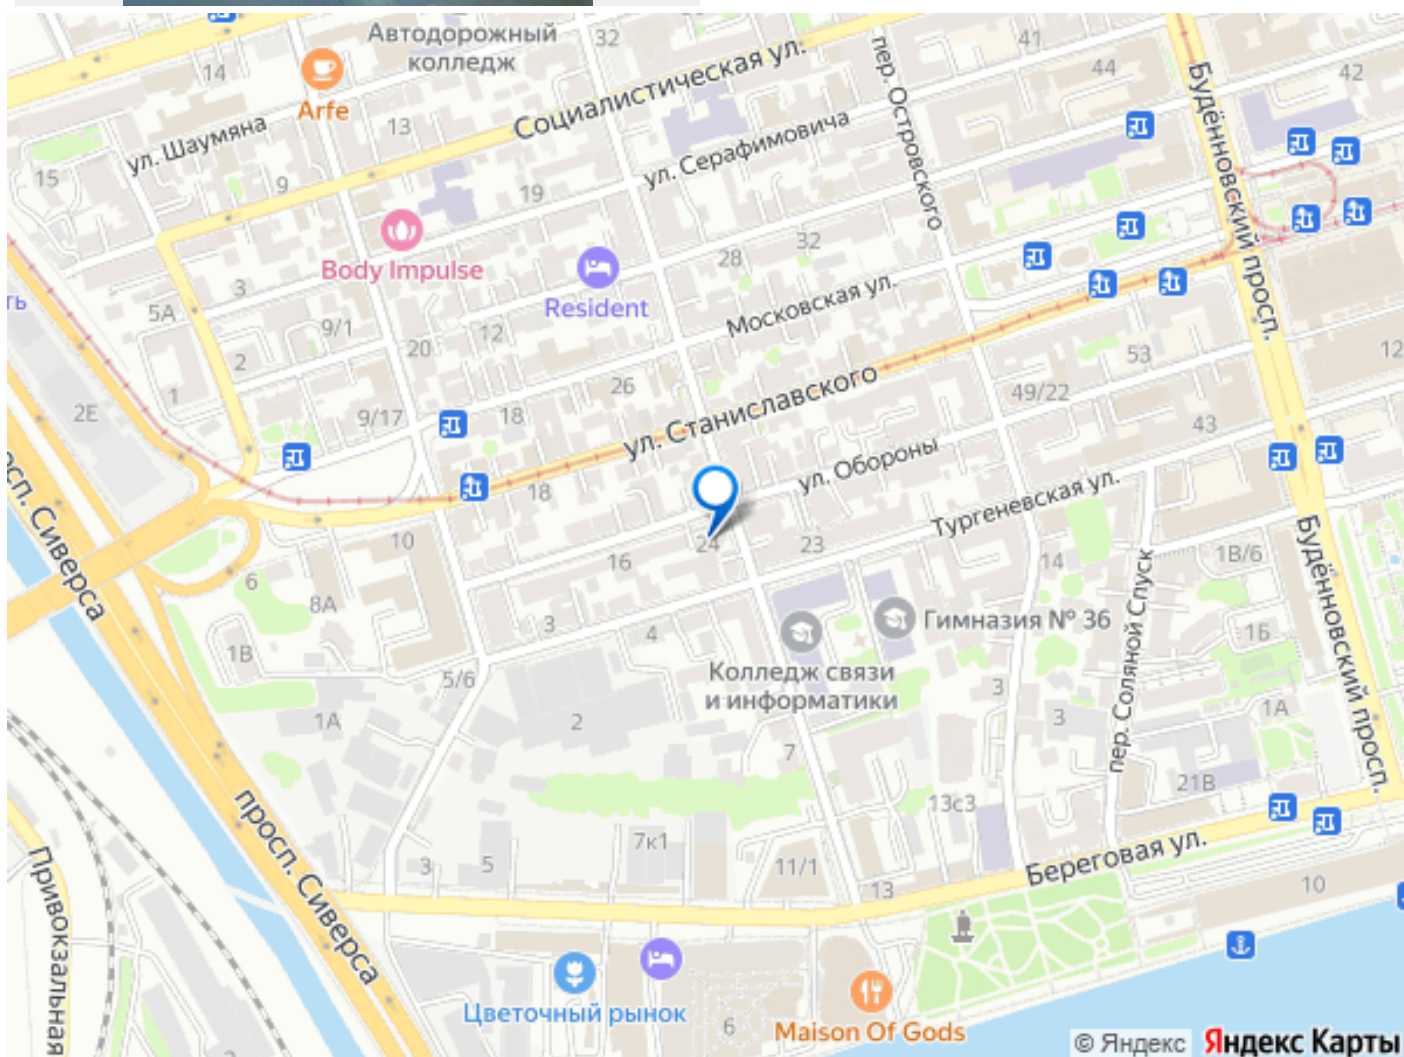 Автодорожный
колледж
32
41
14
44
42
Arfe
Социалистическая ул.
пер. Островского
Будённовский просп.
ул. Шаумяна
13
ул. Серафимовича
15
9
19
Body Impulse
28
32
3
5А
Resident
Московская ул.
ть
9/1
12
20
2
53
12
26
1
2Е
9/17
18
49/22
ул. Станиславского
43
ул. Обороны
18
Тургеневская ул.
просп. Сиверса
10
24
23
16
14
1В/6
Будённовский просп.
6
8А
пер. Соляной Спуск
3
4
Гимназия № 36
1Б
1В
Колледж связи
и информатики
5/6
3
1А
2
3
1А
7
21В
просп. Сиверса
13с3
7к1
3
5
11/1
Береговая ул.
13
10
Привокзальная
Цветочный рынок
6
Maison Of Gods
© Яндекс Яндекс Карты